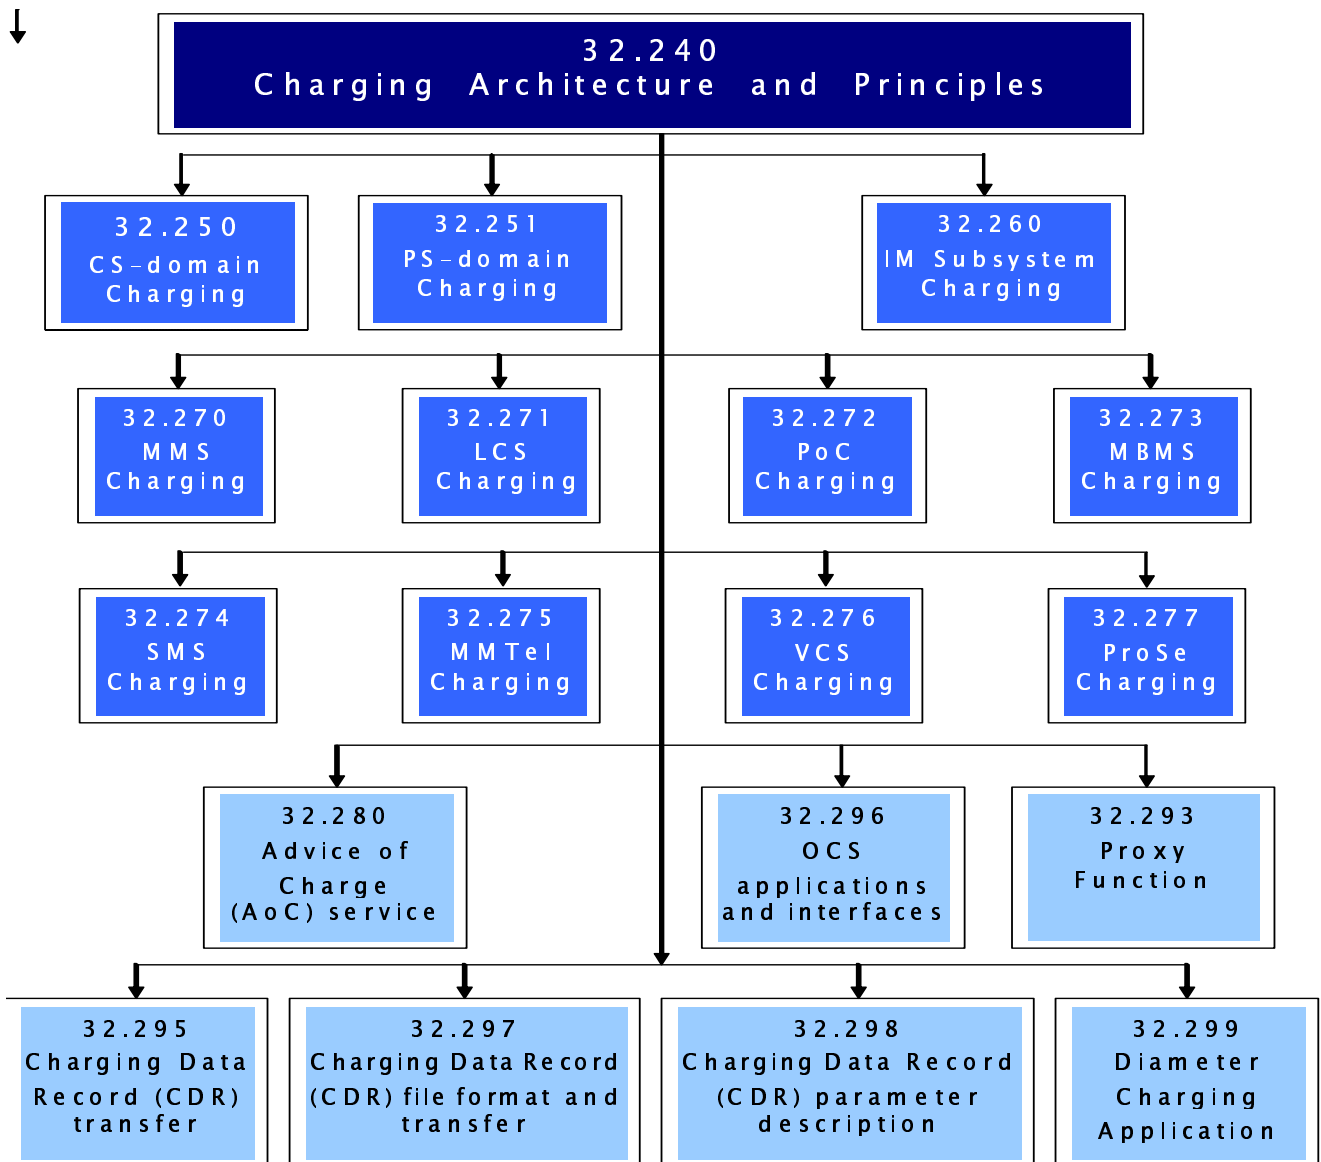 32.240
Charging Architecture and Principles
32.250
CS-domain
Charging
32.251
PS-domain
Charging
32.260
IM Subsystem
Charging
32.270
MMS
Charging
32.271
LCS
Charging
32.272
PoC
Charging
32.273
MBMS
Charging
32.274
SMS
Charging
32.275
MMTel
Charging
32.276
VCS
Charging
32.277
ProSe
Charging
32.280
Advice of
Charge
(AoC) service
32.296
OCS
applications
and interfaces
32.293
Proxy
Function
32.295
Charging Data
Record (CDR)
transfer
32.297
Charging Data Record
(CDR) file format and
transfer
32.298
Charging Data Record
(CDR) parameter
description
32.299
Diameter
Charging
Application